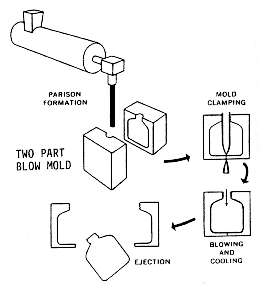 PARISON
FORMATION
MOLD
CLAMPING
TWO PART
BLOW MOLD
BLOWING
AND
COOLING
EJECTION